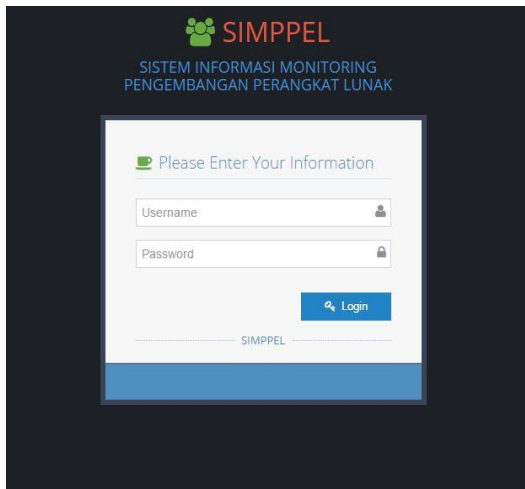 SIMPPEL
SISTEM INFORMASI MONITORING
PENGEMBANGAN PERANGKAT LUNAK
Please Enter Your Information
Username
Password
Login
SIMPPEL